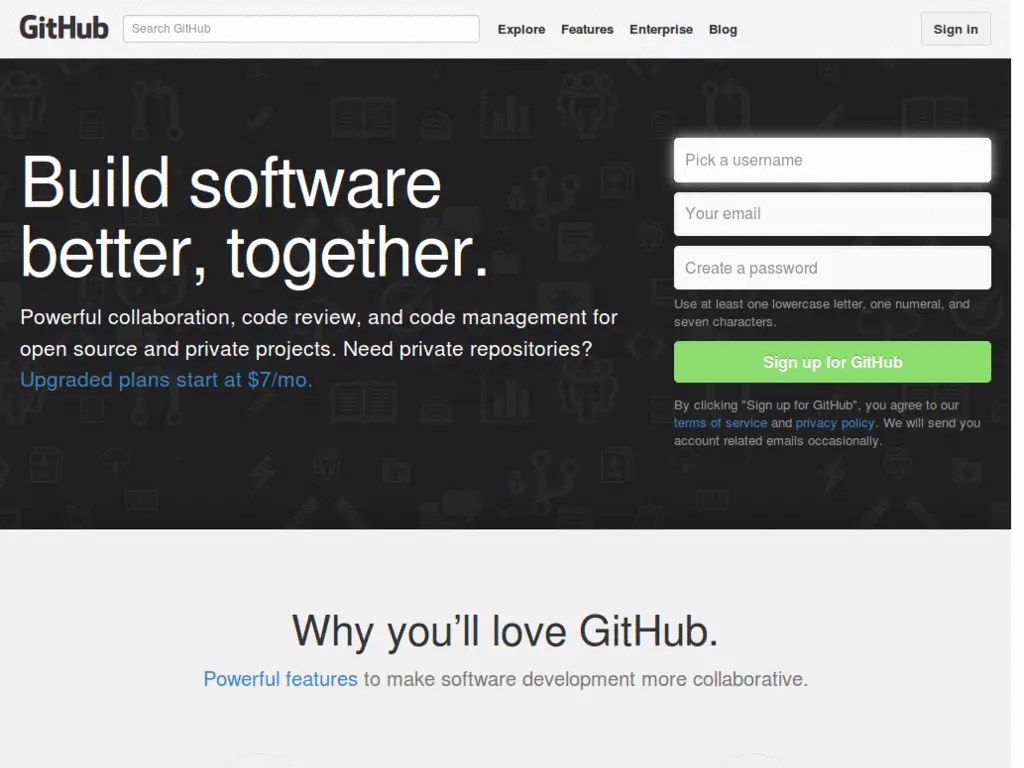 GitHub
Search GitHub
Explore
Features
Enterprise
Blog
Sign in
Build software
better, together.
Powerful collaboration, code review, and code management for
open source and private projects. Need private repositories?
Upgraded plans start at $7/mo.
Pick a username
Your email
Create a password
Use at least one lowercase letter, one numeral, and
seven characters.
Sign up for GitHub
By clicking "Sign up for GitHub", you agree to our
terms of service and privacy policy. We will send you
account related emails occasionally.
Why you’ll love GitHub.
Powerful features to make software development more collaborative.